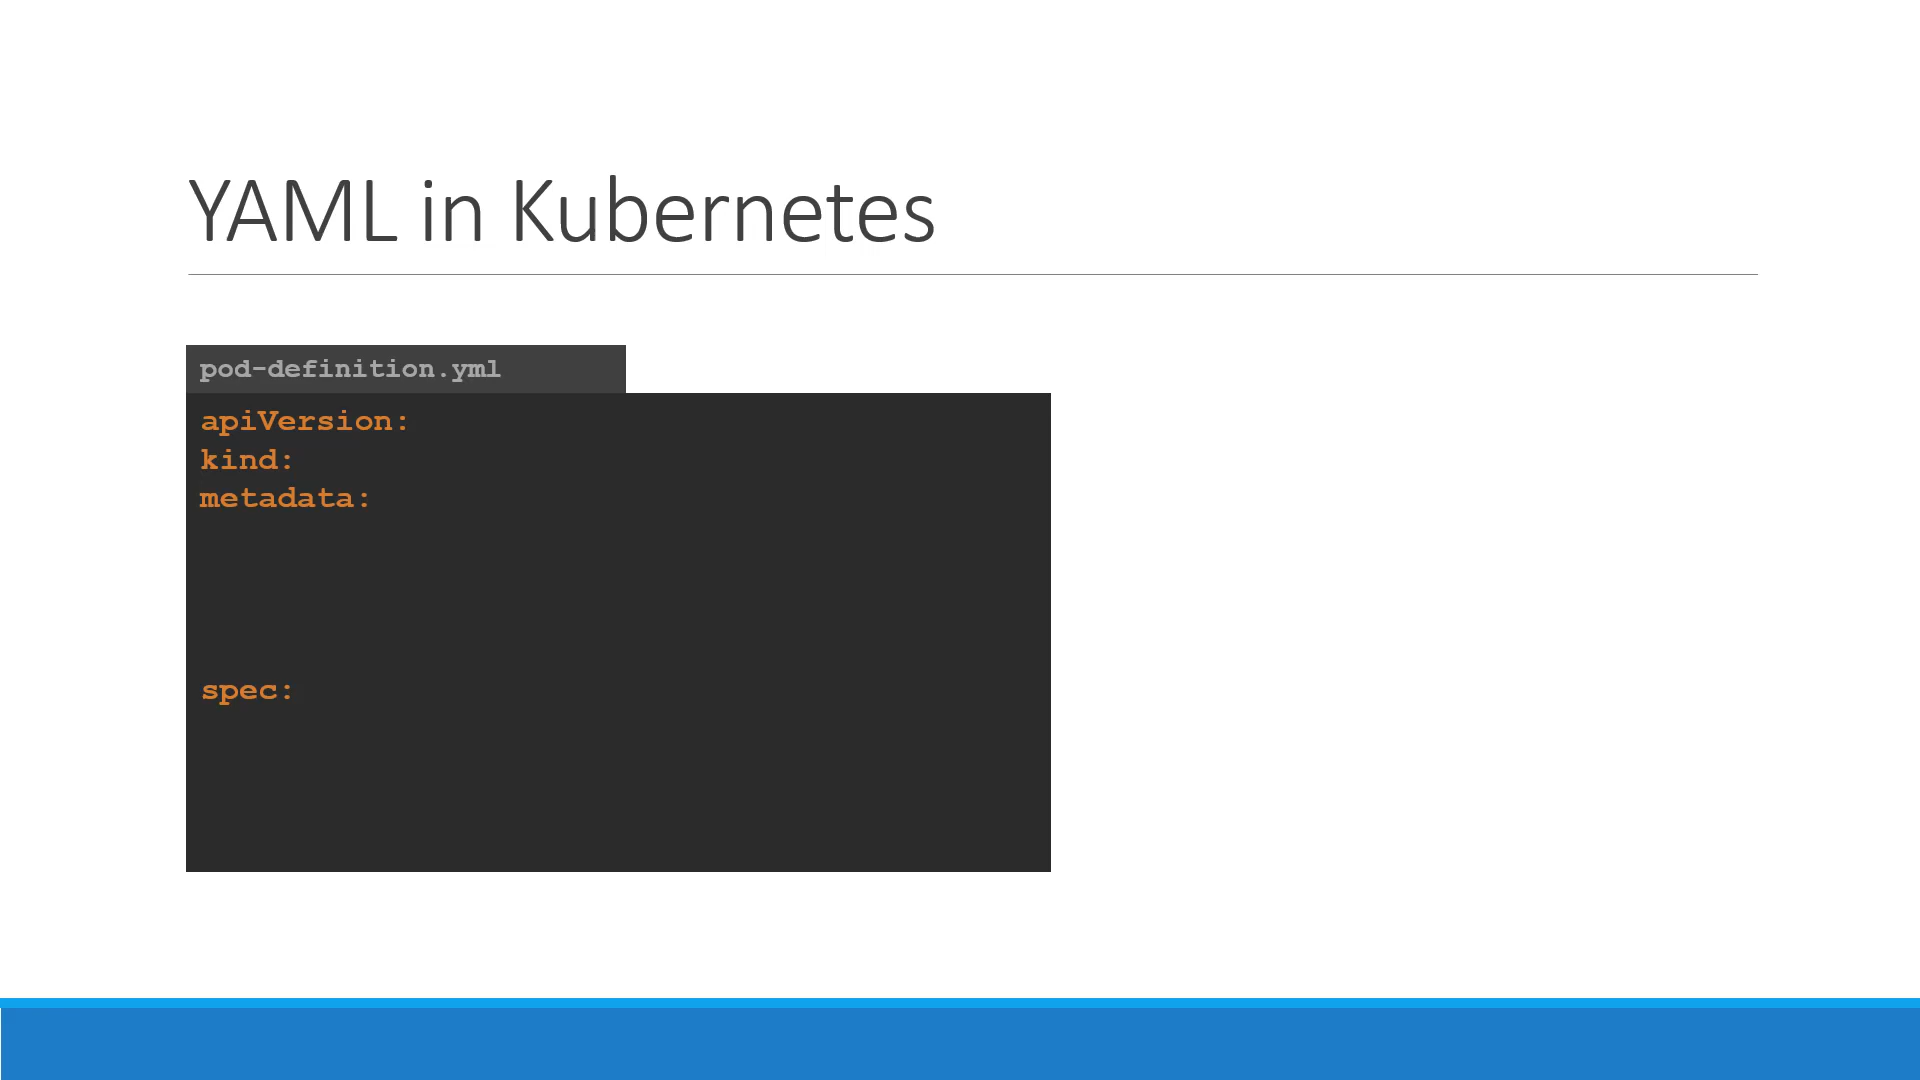 YAML in Kubernetes
pod-definition.yml
apiVersion:
kind:
metadata:
spec: